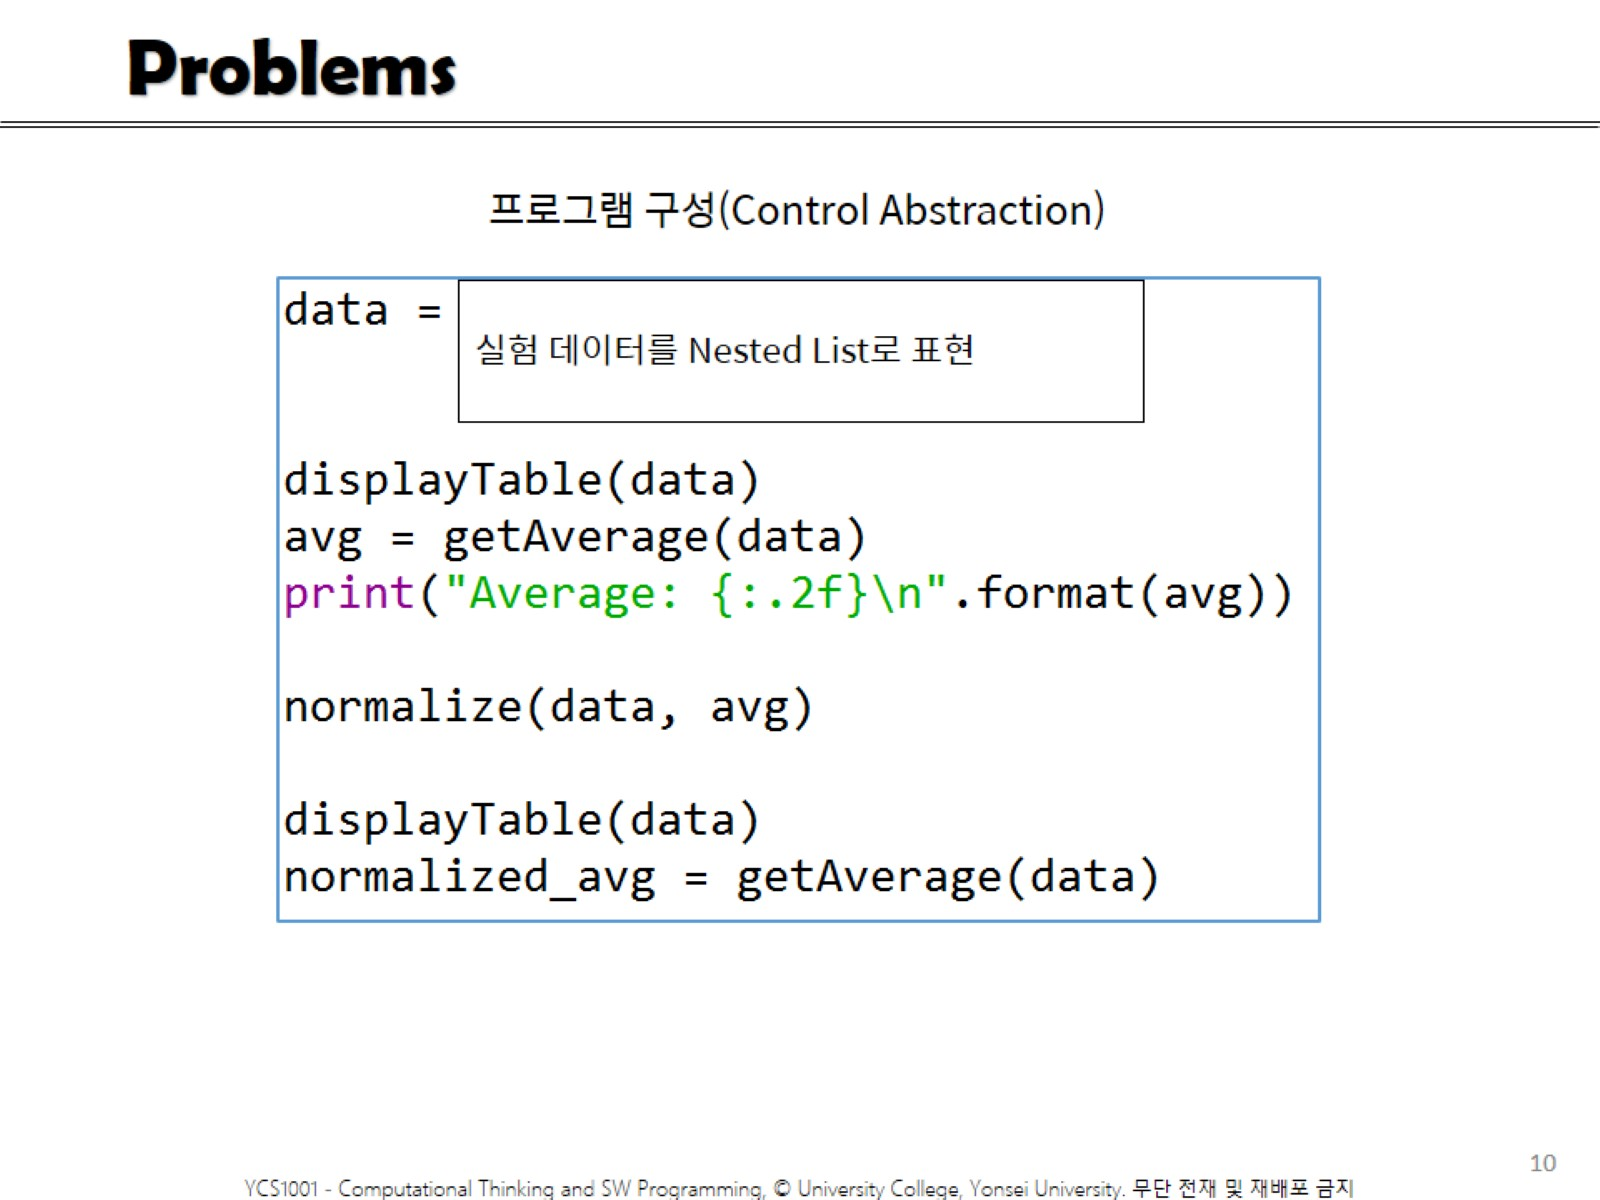 Problems
프로그램 구성(Control Abstraction)
data =
실험 데이터를 Nested List로 표현
displayTable(data)
avg = getAverage(data)
print("Average: {:.2f}\n".format(avg))
normalize(data, avg)
displayTable(data)
normalized_avg = getAverage(data)
10
YCS1001 - Computational Thinking and SW Programming, © University College, Yonsei University. 무단 전재 및 재배포 금지